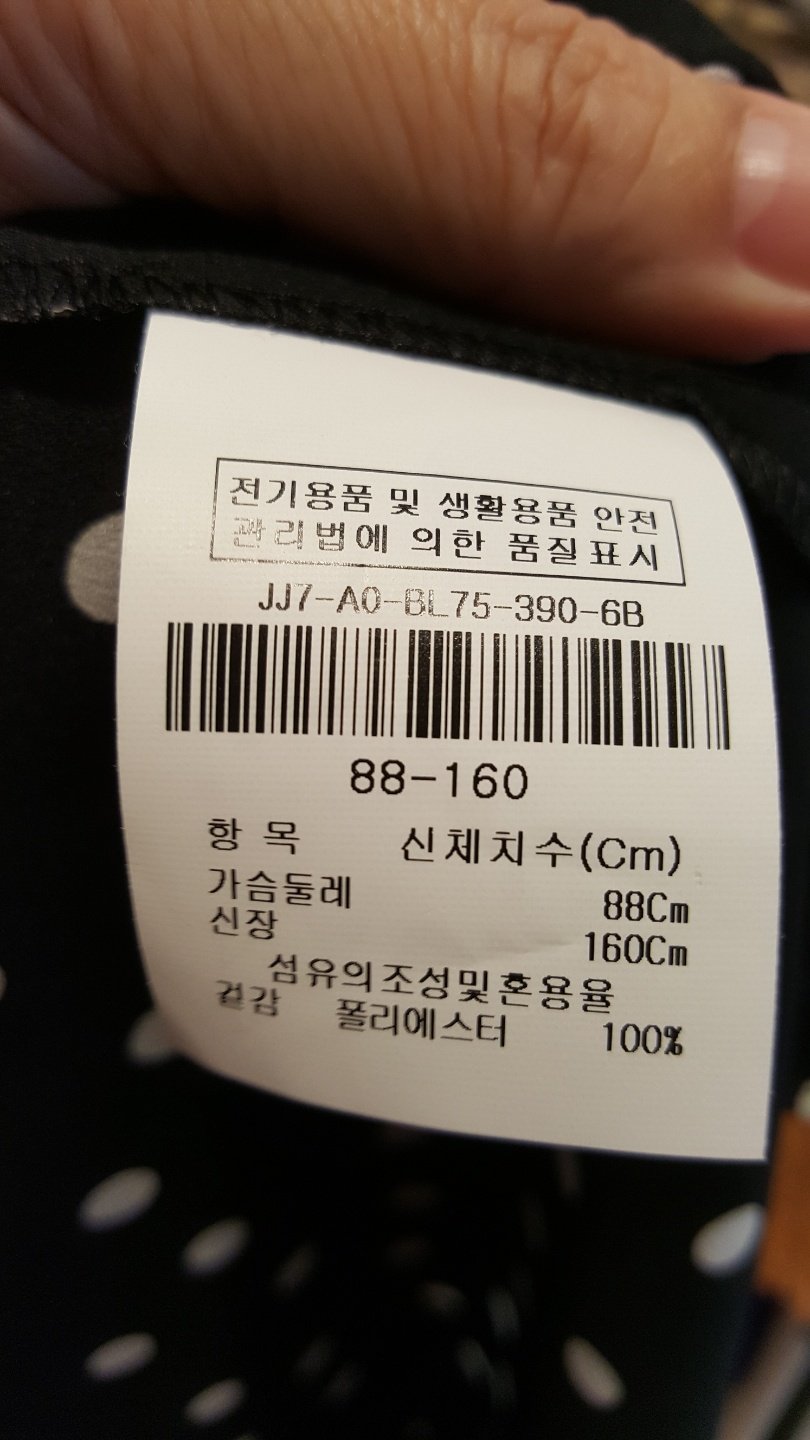 전기용품 및 생활용품 안전
관리법에 의한 품질표시
JJ7-A0-BL75-390-6B
88-160
항 목 신체치수(Cm)
가슴둘레 88Cm
신장 160Cm
섬유의조성및혼용율
겉감 폴리에스터 100%